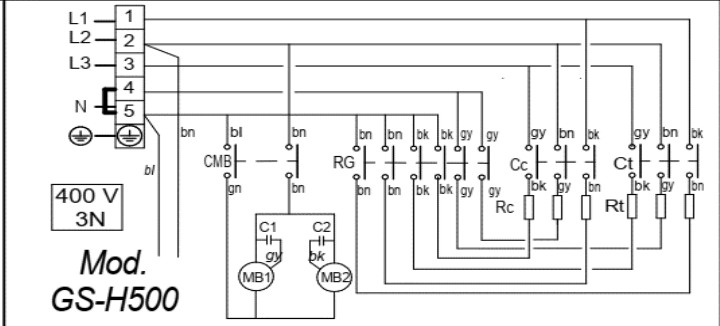 L1 1
L2 2
L3 3
4
N 5
bn bl bn bn bn bk bk gy gy gy bn bk gy bn bk
bl CMB RG Cc Ct
gn bn bn bn bk bk gy gy bk gy bn bk gy bn
Rc Rt
400 V
3N
C1 C2
gy bk
MB1 MB2
Mod.
GS-H500